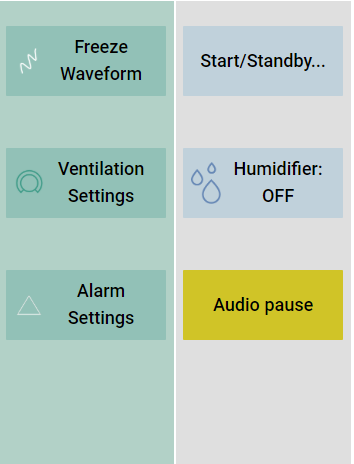 Freeze
Waveform
Start/Standby...
Ventilation
Settings
Humidifier:
OFF
Alarm
Settings
Audio pause